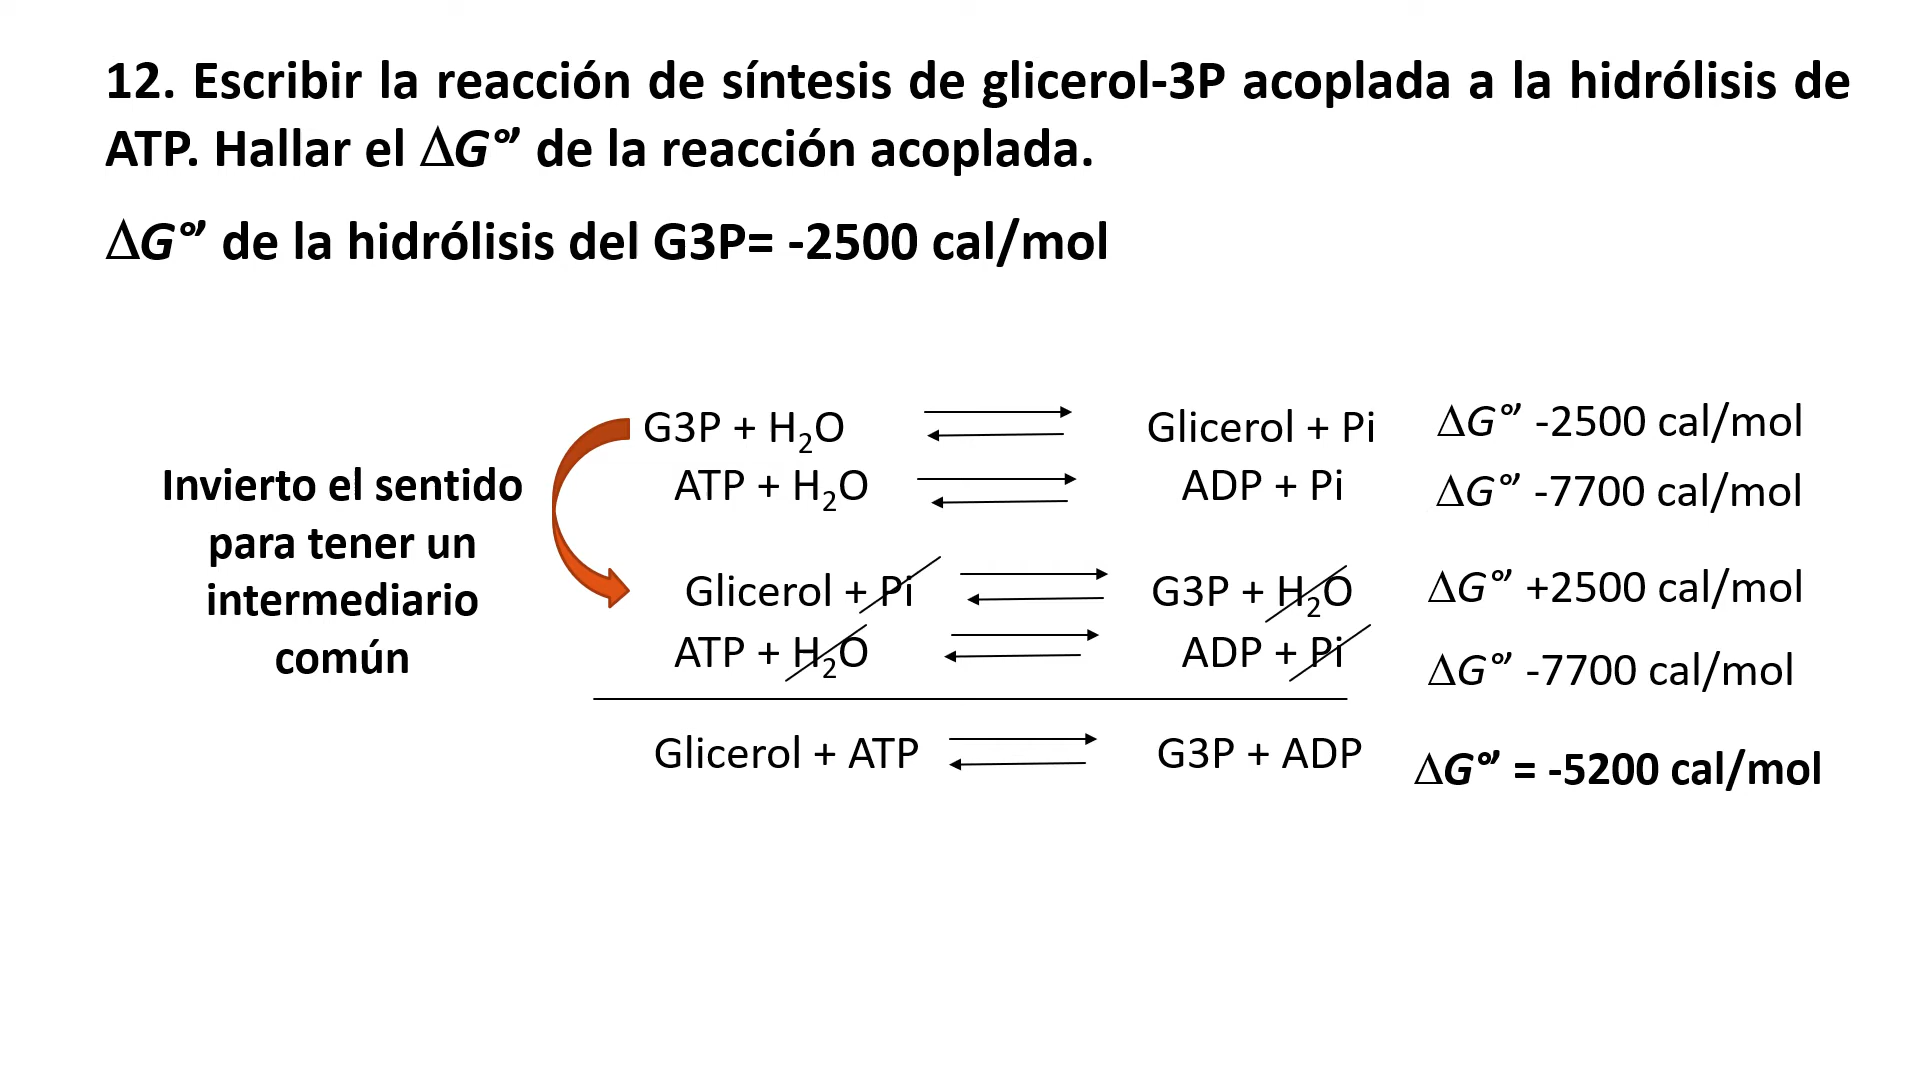 12. Escribir la reacción de síntesis de glicerol-3P acoplada a la hidrólisis de
ATP. Hallar el ΔG°’ de la reacción acoplada.
ΔG°’ de la hidrólisis del G3P= -2500 cal/mol
G3P + H₂O Glicerol + Pi ΔG°’ -2500 cal/mol
ATP + H₂O ADP + Pi ΔG°’ -7700 cal/mol
Invierto el sentido
para tener un
intermediario
común
Glicerol + Pi G3P + H₂O ΔG°’ +2500 cal/mol
ATP + H₂O ADP + Pi ΔG°’ -7700 cal/mol
Glicerol + ATP G3P + ADP ΔG°’ = -5200 cal/mol